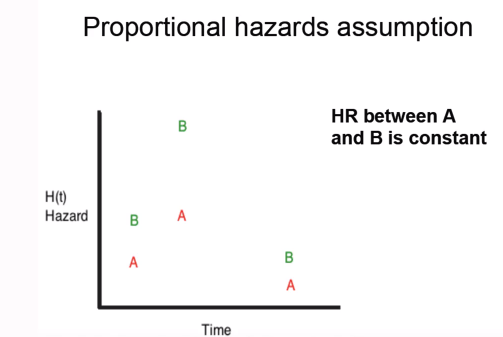 Proportional hazards assumption
HR between A
and B is constant
B
H(t)
Hazard
B
A
A
B
A
Time